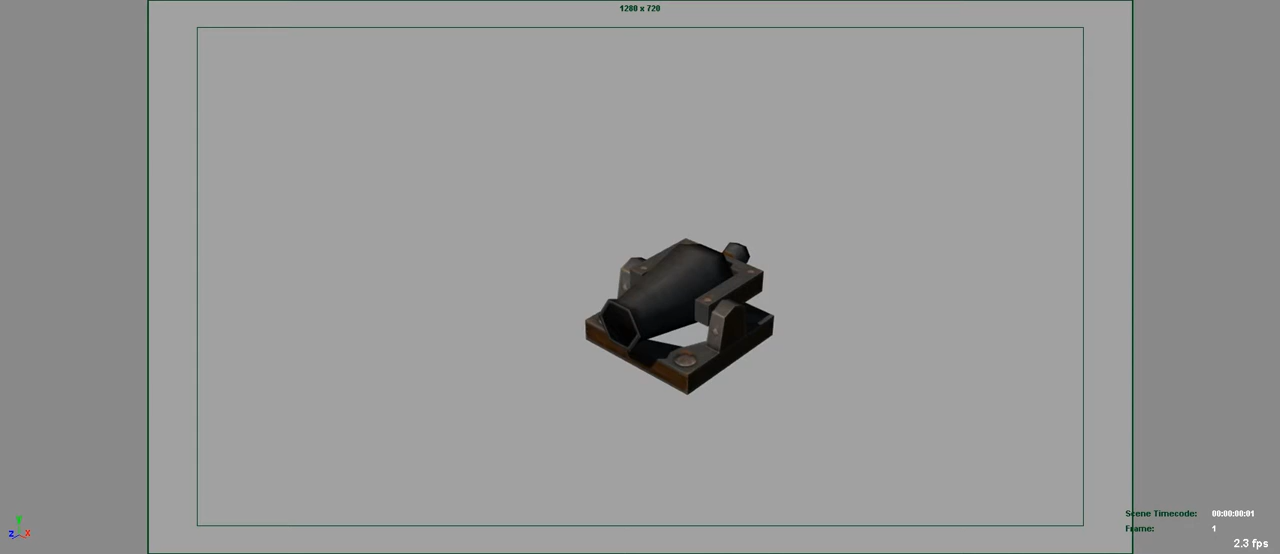 1280 x 720
Scene Timecode: 00:00:00:01
Frame: 1
2.3 fps
Y
Z X